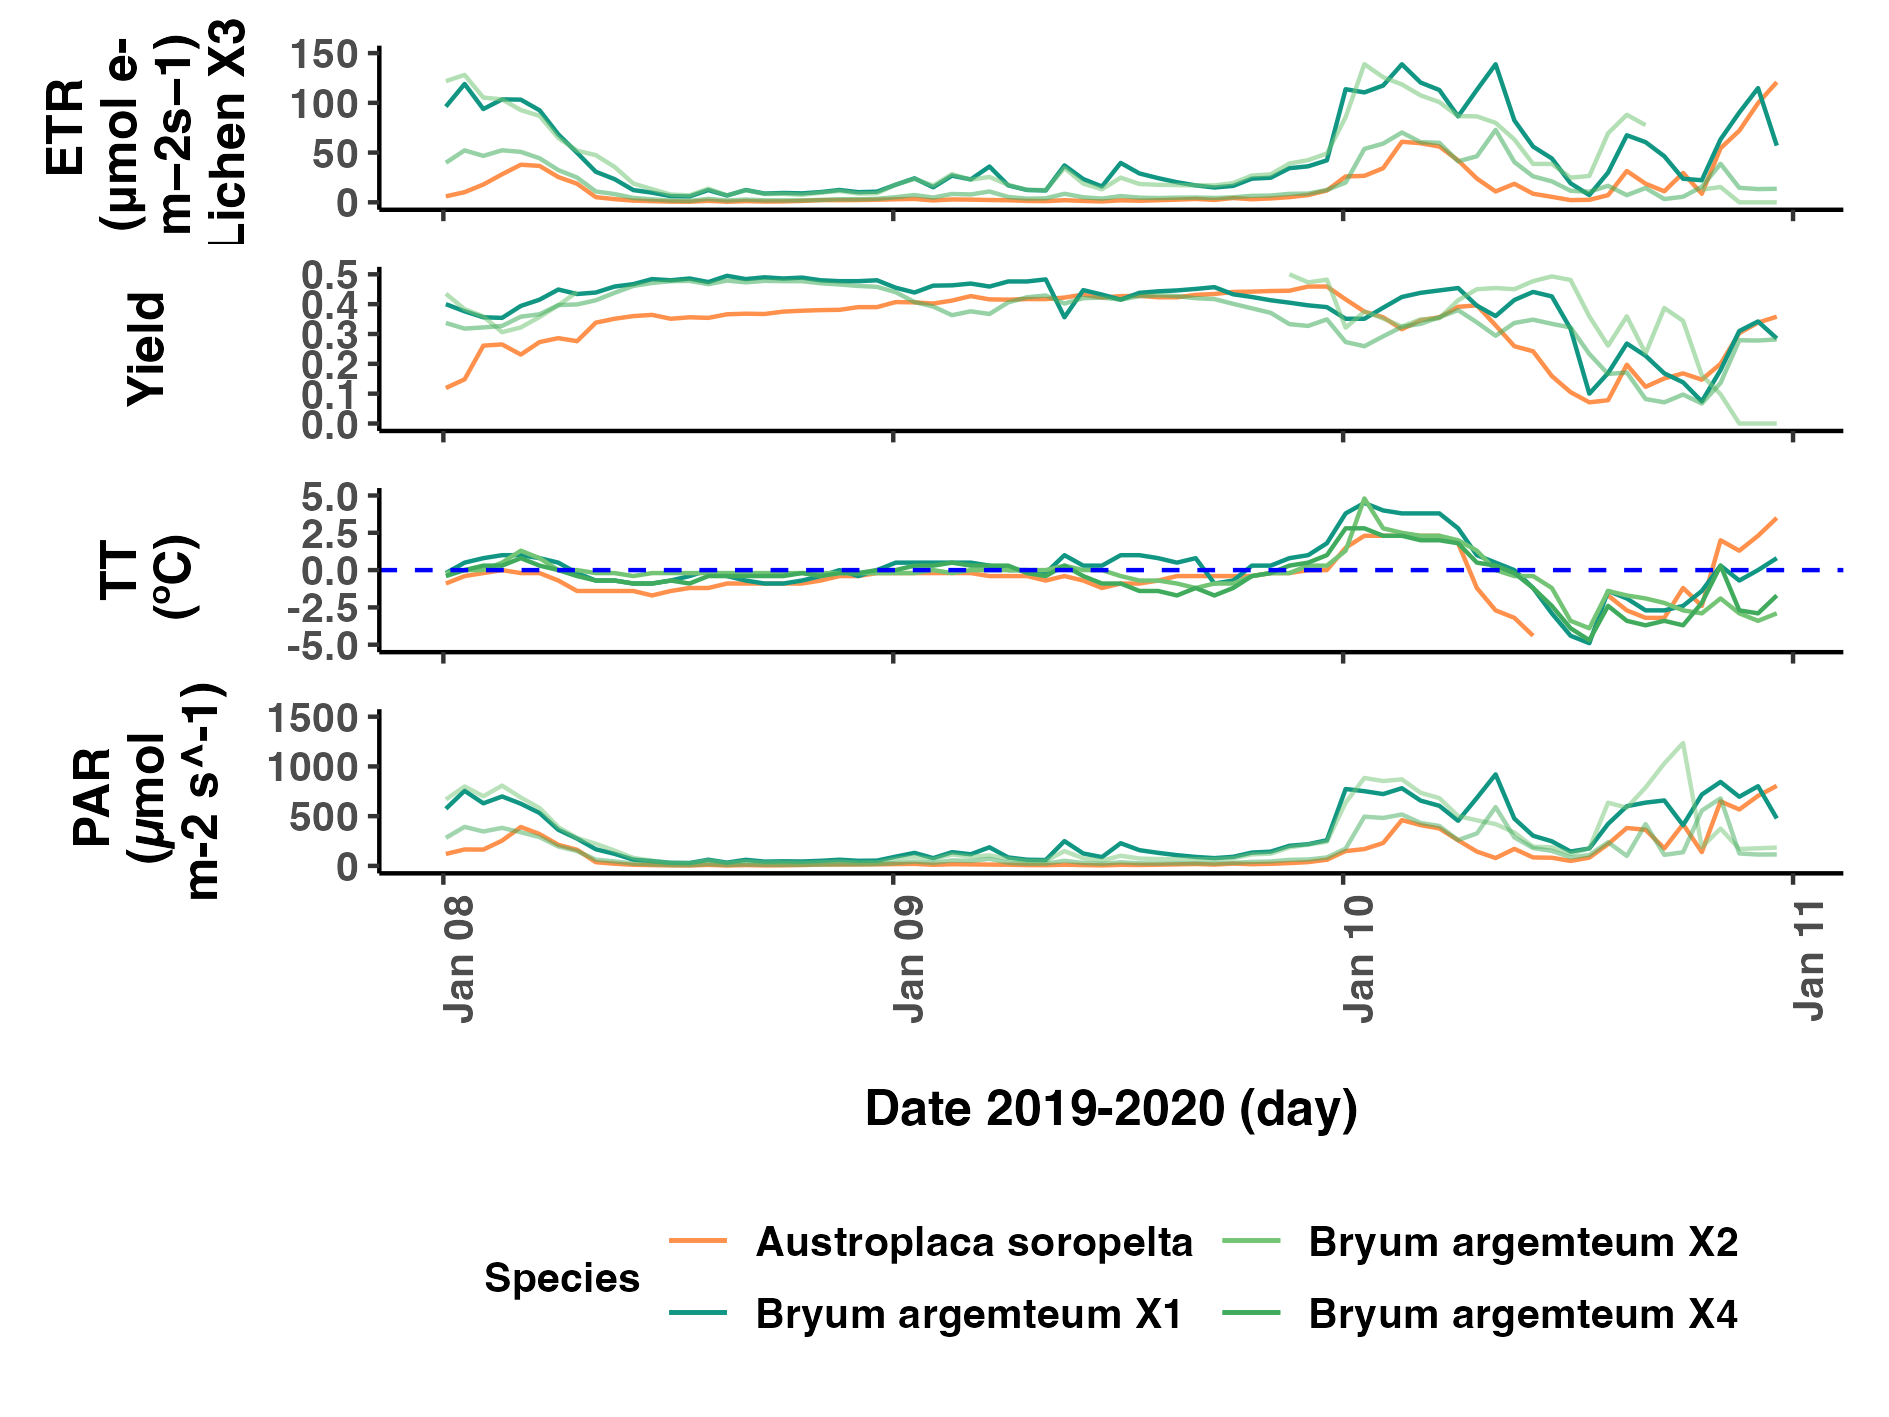 ETR
(µmol e-
m−2s−1)
Lichen X3
150
100
50
0
Yield
0.5
0.4
0.3
0.2
0.1
0.0
TT
(ºC)
5.0
2.5
0.0
-2.5
-5.0
PAR
(µmol
m-2 s^-1)
1500
1000
500
0
Jan 08
Jan 09
Jan 10
Jan 11
Date 2019-2020 (day)
Species
Austroplaca soropelta
Bryum argemteum X2
Bryum argemteum X1
Bryum argemteum X4